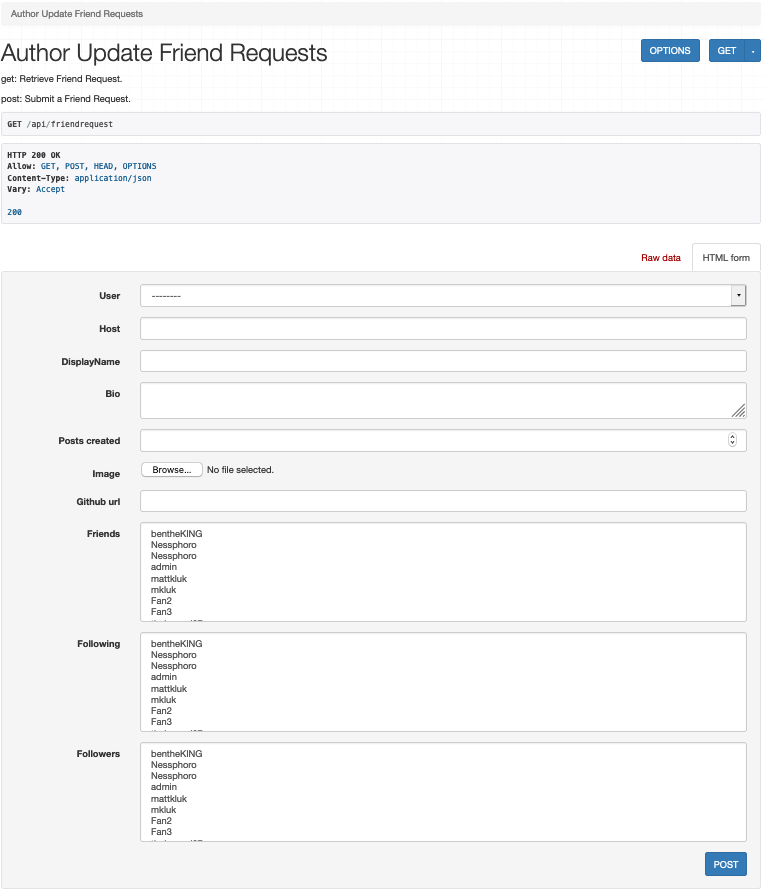 Author Update Friend Requests
Author Update Friend Requests
OPTIONS
GET
get: Retrieve Friend Request.
post: Submit a Friend Request.
GET /api/friendrequest
HTTP 200 OK
Allow: GET, POST, HEAD, OPTIONS
Content-Type: application/json
Vary: Accept
200
Raw data
HTML form
User
---------
Host
DisplayName
Bio
Posts created
Image
Browse... No file selected.
Github url
Friends
bentheKING
Nessphoro
Nessphoro
admin
mattkluk
mkluk
Fan2
Fan3
Following
bentheKING
Nessphoro
Nessphoro
admin
mattkluk
mkluk
Fan2
Fan3
Followers
bentheKING
Nessphoro
Nessphoro
admin
mattkluk
mkluk
Fan2
Fan3
POST